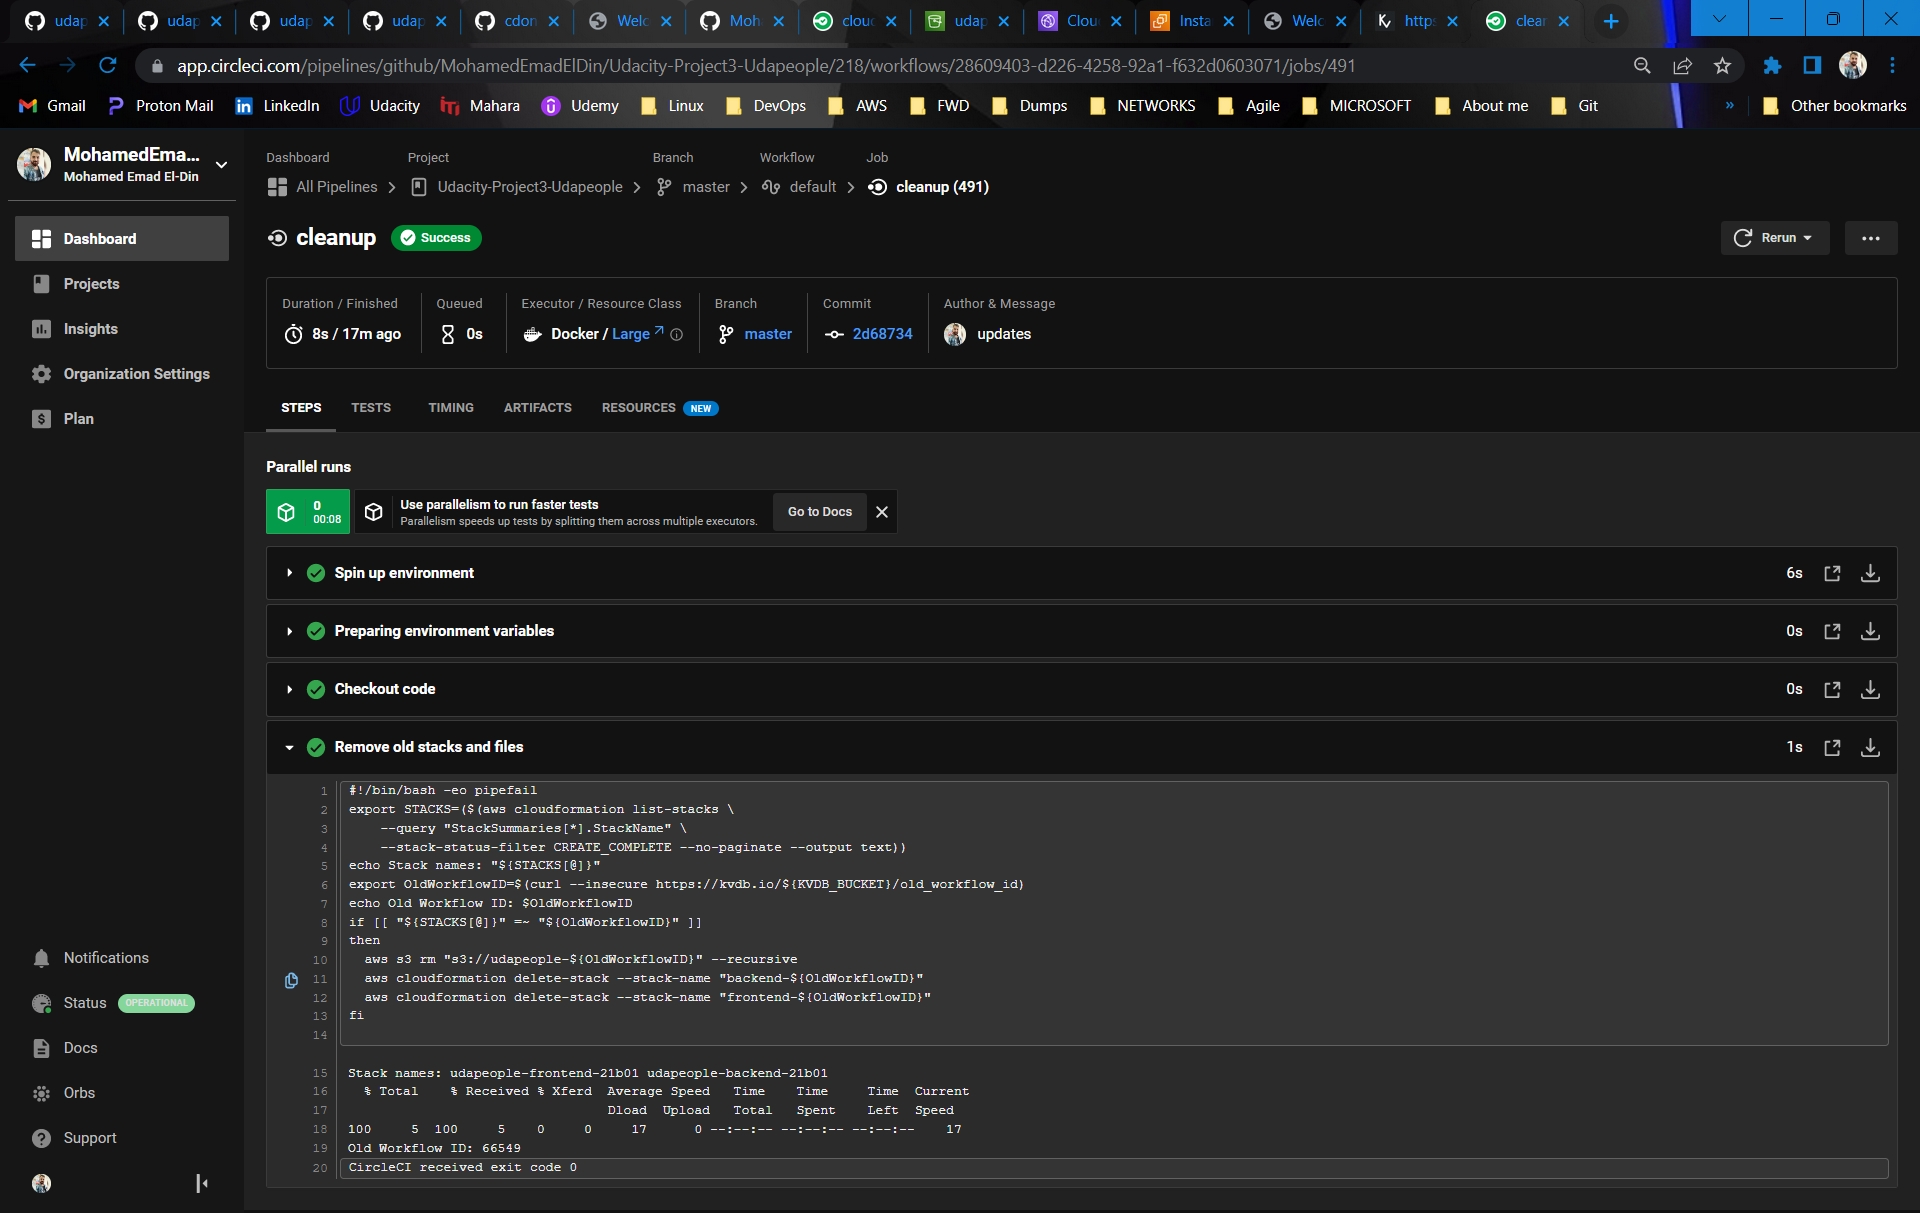 udap
udap
udap
udap
cdon
Welc
Moh
clou
udap
Clou
Insta
Welc
https
clear
app.circleci.com/pipelines/github/MohamedEmadElDin/Udacity-Project3-Udapeople/218/workflows/28609403-d226-4258-92a1-f632d0603071/jobs/491
Gmail Proton Mail LinkedIn Udacity Mahara Udemy Linux DevOps AWS FWD Dumps NETWORKS Agile MICROSOFT About me Git » Other bookmarks
MohamedEma...
Mohamed Emad El-Din
Dashboard
Projects
Insights
Organization Settings
Plan
Notifications
Status OPERATIONAL
Docs
Orbs
Support
Dashboard Project Branch Workflow Job
All Pipelines Udacity-Project3-Udapeople master default cleanup (491)
cleanup Success
Rerun
Duration / Finished Queued Executor / Resource Class Branch Commit Author & Message
8s / 17m ago 0s Docker / Large master 2d68734 updates
STEPS TESTS TIMING ARTIFACTS RESOURCES NEW
Parallel runs
0
00:08
Use parallelism to run faster tests
Parallelism speeds up tests by splitting them across multiple executors.
Go to Docs
Spin up environment 6s
Preparing environment variables 0s
Checkout code 0s
Remove old stacks and files 1s
1 #!/bin/bash -eo pipefail
2 export STACKS=($(aws cloudformation list-stacks \
3 --query "StackSummaries[*].StackName" \
4 --stack-status-filter CREATE_COMPLETE --no-paginate --output text))
5 echo Stack names: "${STACKS[@]}"
6 export OldWorkflowID=$(curl --insecure https://kvdb.io/${KVDB_BUCKET}/old_workflow_id)
7 echo Old Workflow ID: $OldWorkflowID
8 if [[ "${STACKS[@]}" =~ "${OldWorkflowID}" ]]
9 then
10 aws s3 rm "s3://udapeople-${OldWorkflowID}" --recursive
11 aws cloudformation delete-stack --stack-name "backend-${OldWorkflowID}"
12 aws cloudformation delete-stack --stack-name "frontend-${OldWorkflowID}"
13 fi
14
15 Stack names: udapeople-frontend-21b01 udapeople-backend-21b01
16 % Total % Received % Xferd Average Speed Time Time Time Current
17 Dload Upload Total Spent Left Speed
18 100 5 100 5 0 0 17 0 --:--:-- --:--:-- --:--:-- 17
19 Old Workflow ID: 66549
20 CircleCI received exit code 0